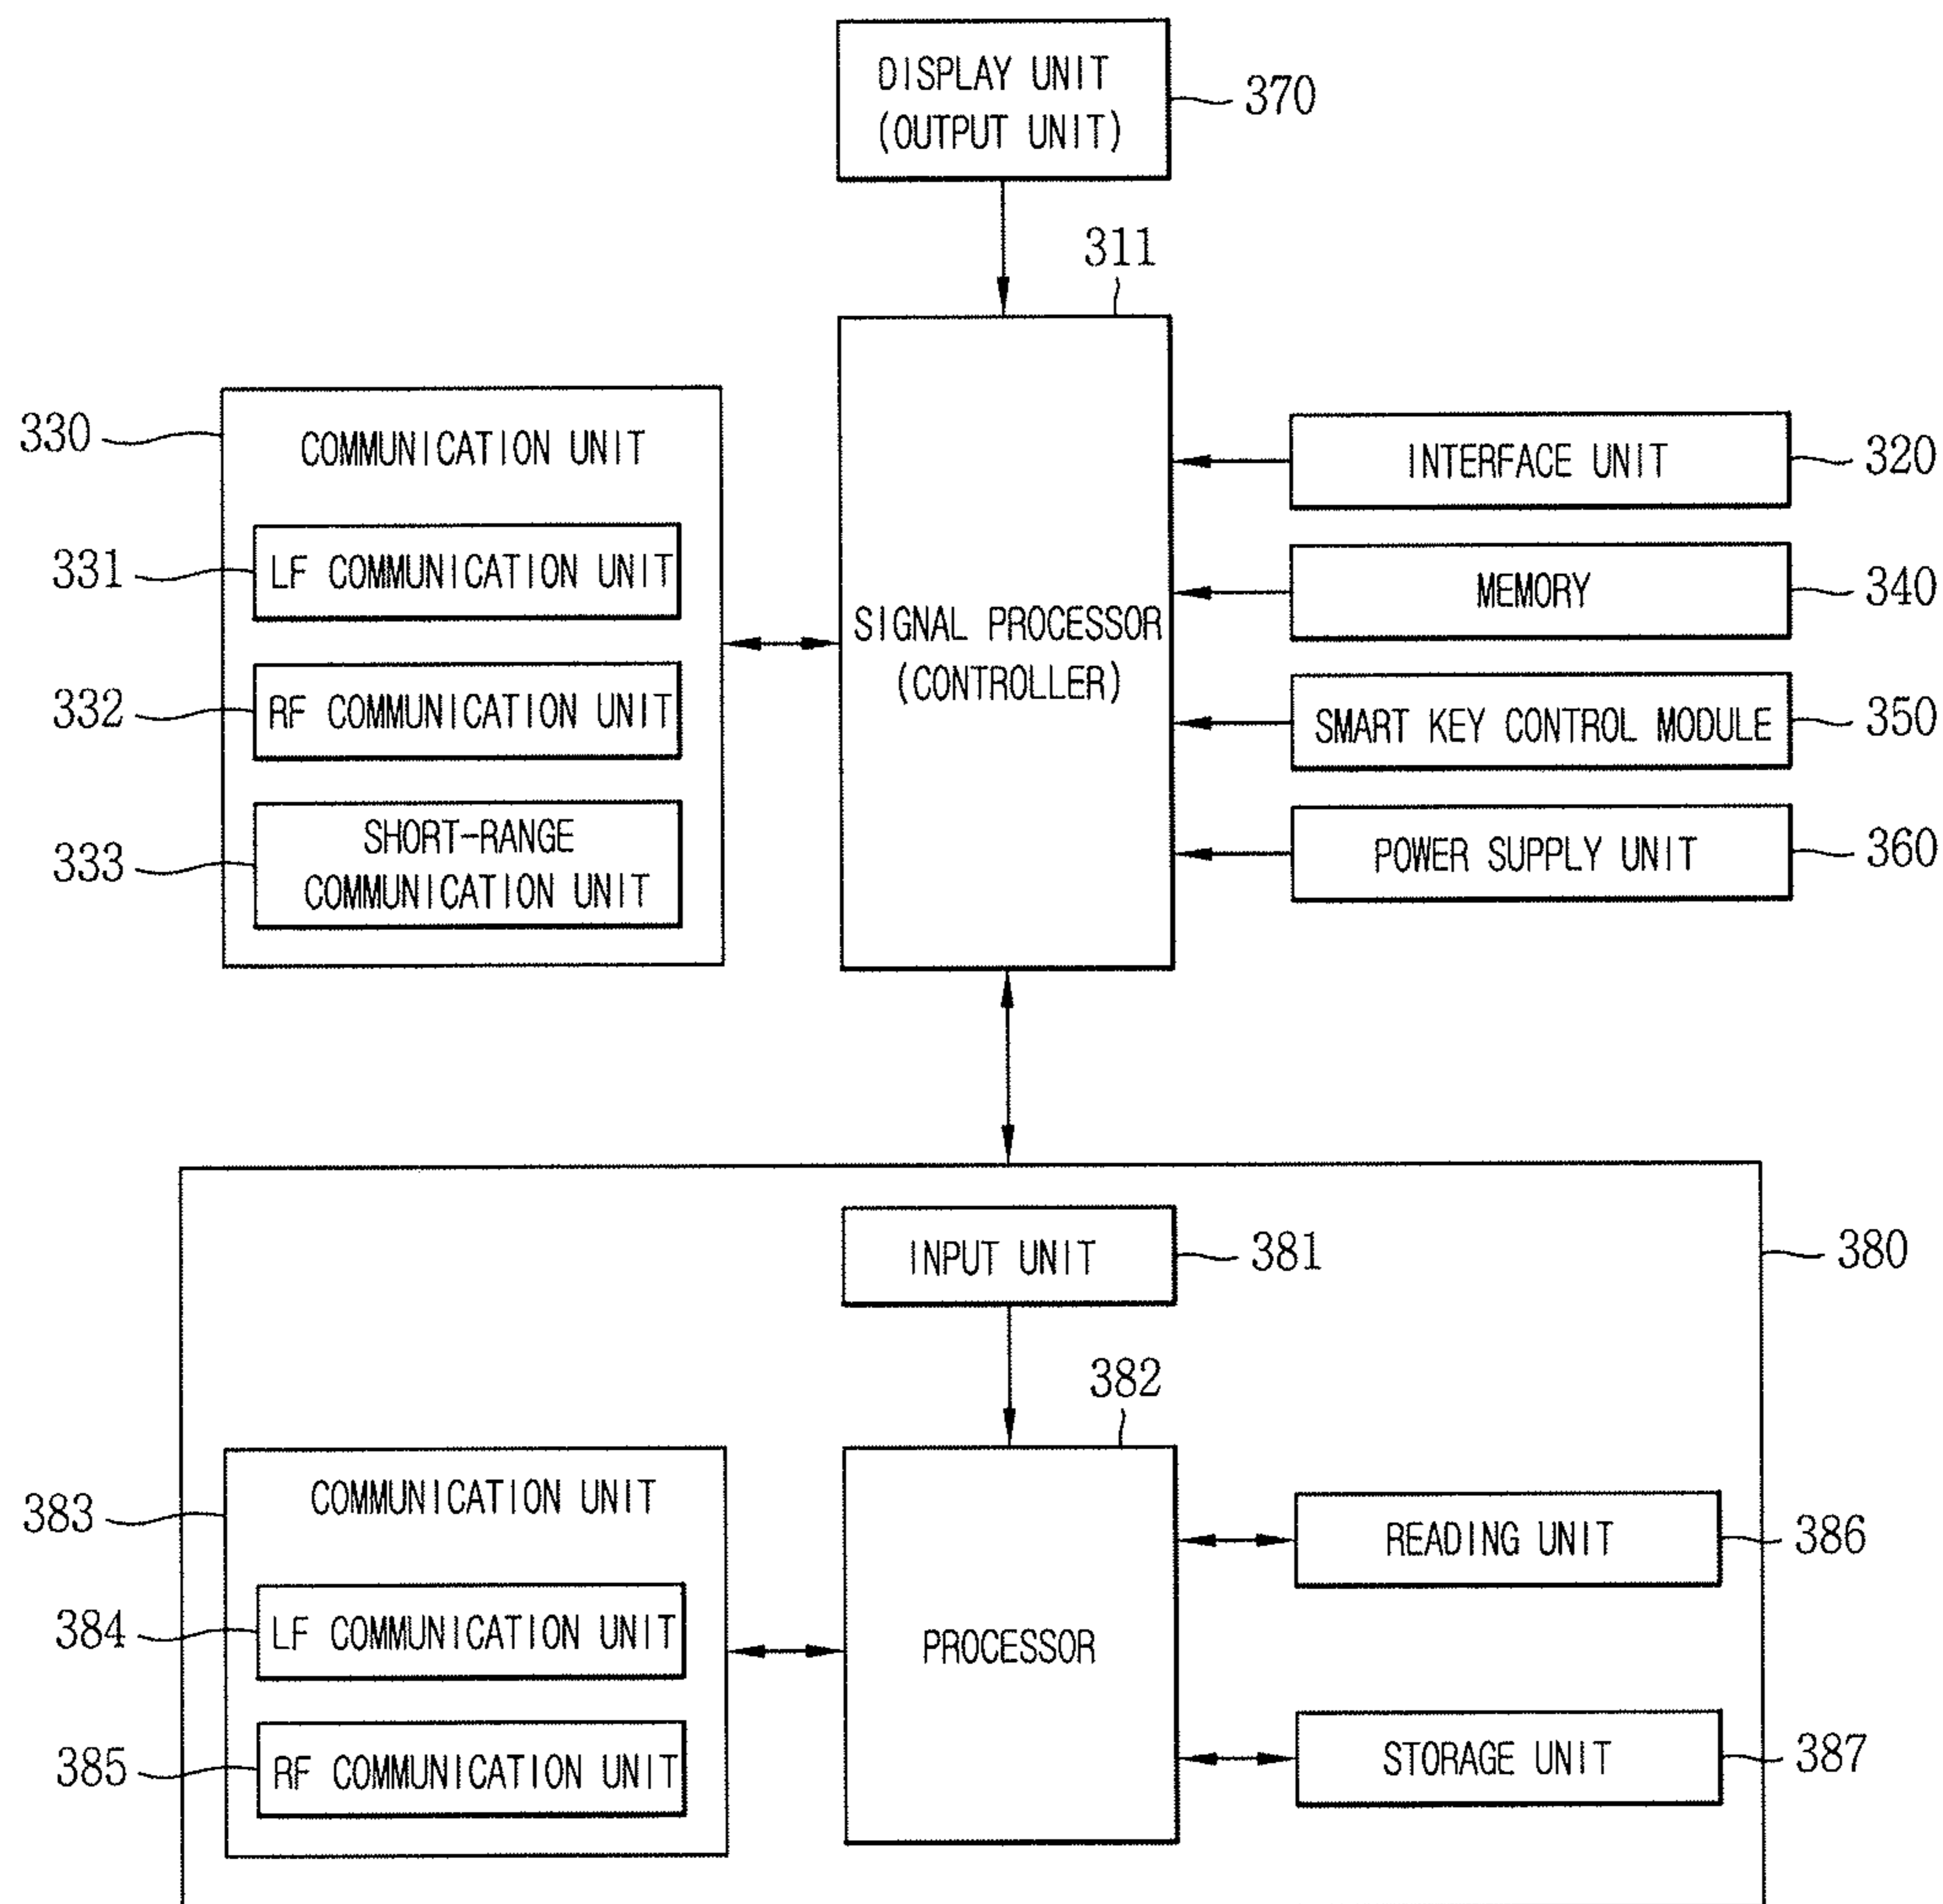 DISPLAY UNIT
(OUTPUT UNIT)
370
311
330
COMMUNICATION UNIT
331
LF COMMUNICATION UNIT
332
RF COMMUNICATION UNIT
333
SHORT-RANGE
COMMUNICATION UNIT
SIGNAL PROCESSOR
(CONTROLLER)
INTERFACE UNIT
320
MEMORY
340
SMART KEY CONTROL MODULE
350
POWER SUPPLY UNIT
360
INPUT UNIT
381
380
382
383
COMMUNICATION UNIT
384
LF COMMUNICATION UNIT
385
RF COMMUNICATION UNIT
PROCESSOR
READING UNIT
386
STORAGE UNIT
387